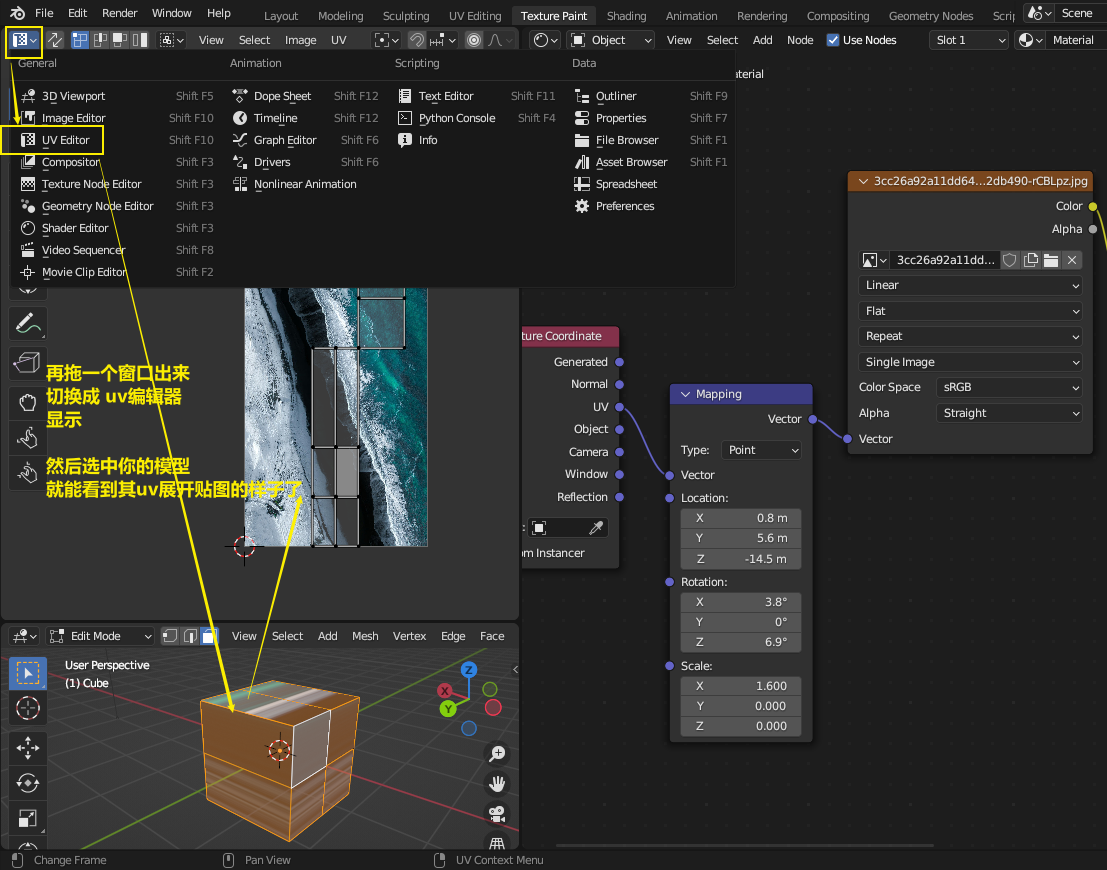 File Edit Render Window Help Layout Modeling Sculpting UV Editing Texture Paint Shading Animation Rendering Compositing Geometry Nodes Scrip Scene
View Select Image UV Object View Select Add Node Use Nodes Slot 1 Material
General Animation Scripting Data
aterial
3D Viewport Shift F5 Dope Sheet Shift F12 Text Editor Shift F11 Outliner Shift F9
Image Editor Shift F10 Timeline Shift F12 Python Console Shift F4 Properties Shift F7
UV Editor Shift F10 Graph Editor Shift F6 Info File Browser Shift F1
Compositor Shift F3 Drivers Shift F6 Asset Browser Shift F1
Texture Node Editor Shift F3 Nonlinear Animation Spreadsheet
Geometry Node Editor Shift F3 Preferences
Shader Editor Shift F3
Video Sequencer Shift F8
Movie Clip Editor Shift F2
3cc26a92a11dd64...2db490-rCBLpz.jpg
Color
Alpha
3cc26a92a11dd...
Linear
Flat
Repeat
Single Image
Color Space sRGB
Alpha Straight
Vector
ture Coordinate
Generated
Normal
UV
Object
Camera
Window
Reflection
:
om Instancer
Mapping
Vector
Type: Point
Vector
Location:
X 0.8 m
Y 5.6 m
Z -14.5 m
Rotation:
X 3.8°
Y 0°
Z 6.9°
Scale:
X 1.600
Y 0.000
Z 0.000
再拖一个窗口出来
切换成 uv编辑器
显示
然后选中你的模型
就能看到其uv展开贴图的样子了
Edit Mode View Select Add Mesh Vertex Edge Face
User Perspective
(1) Cube
Z
X
Y
Change Frame Pan View UV Context Menu